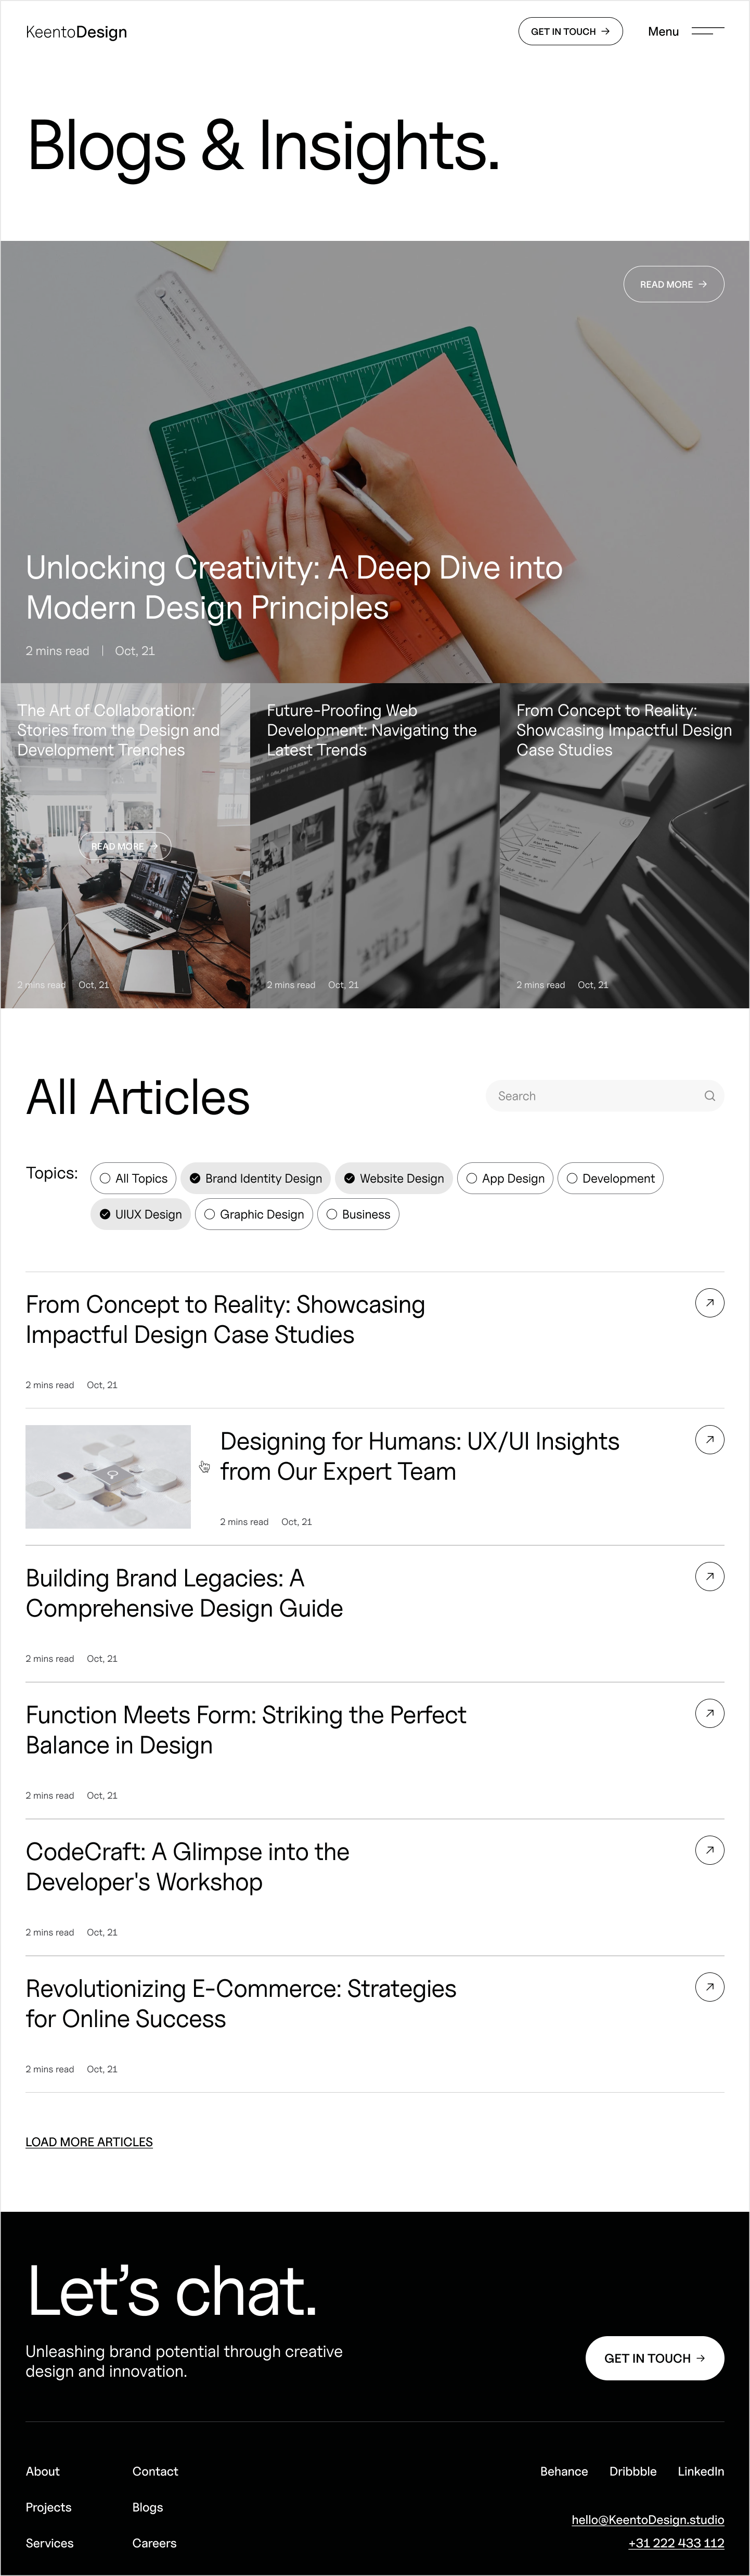 KeentoDesign
GET IN TOUCH →
Menu
Blogs & Insights.
READ MORE →
Unlocking Creativity: A Deep Dive into
Modern Design Principles
2 mins read | Oct, 21
The Art of Collaboration:
Stories from the Design and
Development Trenches
READ MORE →
2 mins read Oct, 21
Future-Proofing Web
Development: Navigating the
Latest Trends
2 mins read Oct, 21
From Concept to Reality:
Showcasing Impactful Design
Case Studies
2 mins read Oct, 21
All Articles
Search
Topics:
All Topics
Brand Identity Design
Website Design
App Design
Development
UIUX Design
Graphic Design
Business
From Concept to Reality: Showcasing
Impactful Design Case Studies
2 mins read Oct, 21
Designing for Humans: UX/UI Insights
from Our Expert Team
2 mins read Oct, 21
Building Brand Legacies: A
Comprehensive Design Guide
2 mins read Oct, 21
Function Meets Form: Striking the Perfect
Balance in Design
2 mins read Oct, 21
CodeCraft: A Glimpse into the
Developer's Workshop
2 mins read Oct, 21
Revolutionizing E-Commerce: Strategies
for Online Success
2 mins read Oct, 21
LOAD MORE ARTICLES
Let’s chat.
Unleashing brand potential through creative
design and innovation.
GET IN TOUCH →
About
Contact
Behance
Dribbble
LinkedIn
Projects
Blogs
hello@KeentoDesign.studio
Services
Careers
+31 222 433 112